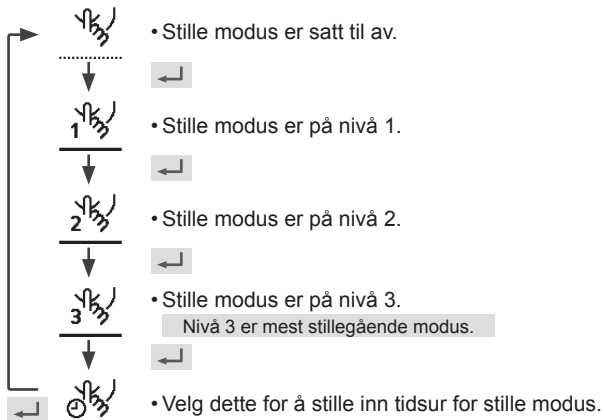 • Stille modus er satt til av.
1
• Stille modus er på nivå 1.
2
• Stille modus er på nivå 2.
3
• Stille modus er på nivå 3.
Nivå 3 er mest stillegående modus.
• Velg dette for å stille inn tidsur for stille modus.